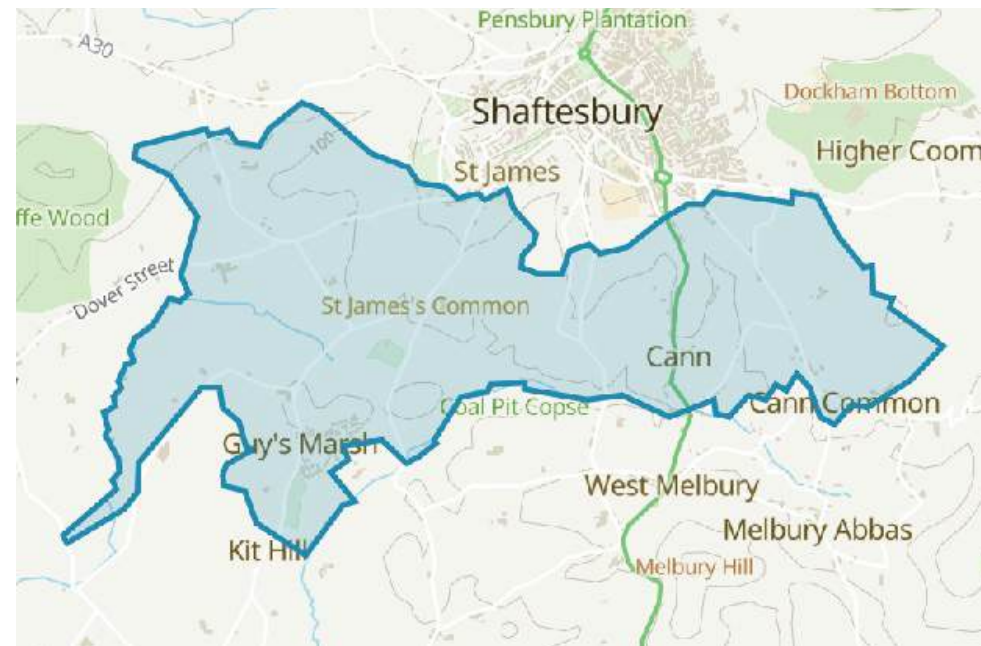 Pensbury Plantation
A30
Dockham Bottom
Shaftesbury
100
Higher Coom
St James
ffe Wood
Dover Street
St James's Common
Cann
Coal Pit Copse
Cann Common
Guy's Marsh
West Melbury
Melbury Abbas
Kit Hill
Melbury Hill